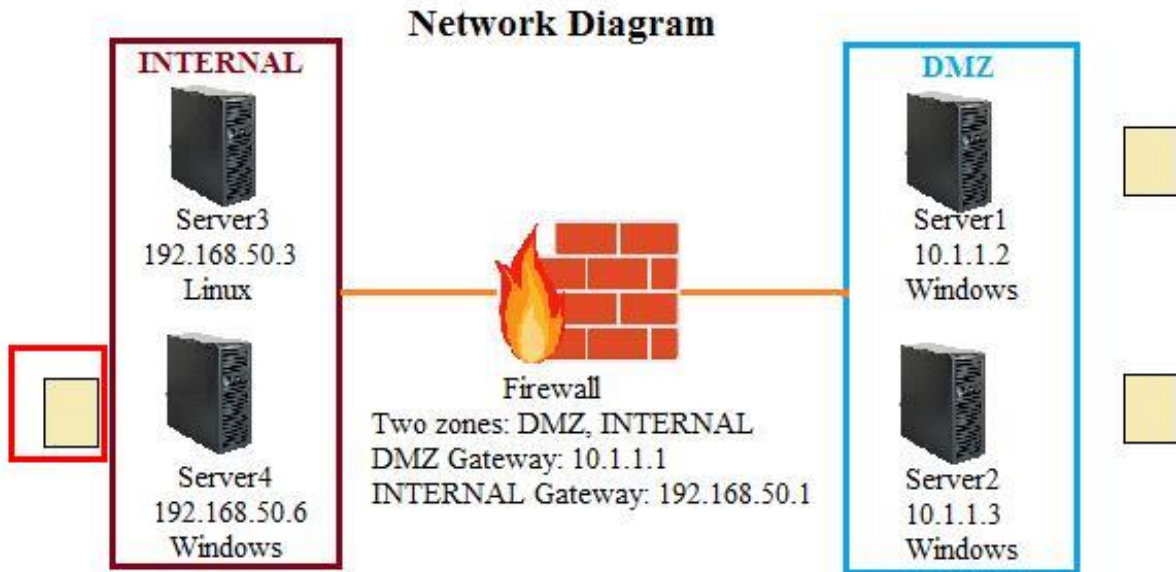 Network Diagram
INTERNAL
Server3
192.168.50.3
Linux
Server4
192.168.50.6
Windows
Firewall
Two zones: DMZ, INTERNAL
DMZ Gateway: 10.1.1.1
INTERNAL Gateway: 192.168.50.1
DMZ
Server1
10.1.1.2
Windows
Server2
10.1.1.3
Windows